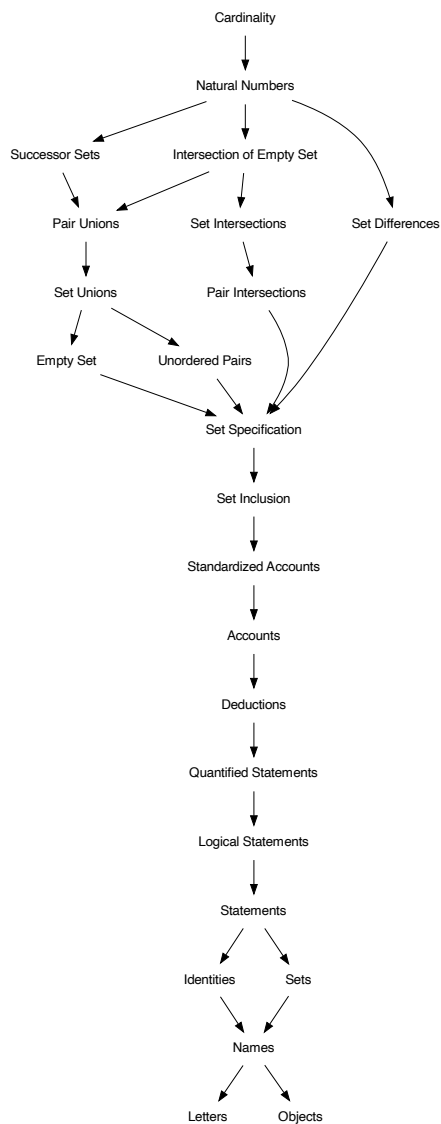 Cardinality
Natural Numbers
Successor Sets
Intersection of Empty Set
Pair Unions
Set Intersections
Set Differences
Set Unions
Pair Intersections
Empty Set
Unordered Pairs
Set Specification
Set Inclusion
Standardized Accounts
Accounts
Deductions
Quantified Statements
Logical Statements
Statements
Identities
Sets
Names
Letters
Objects